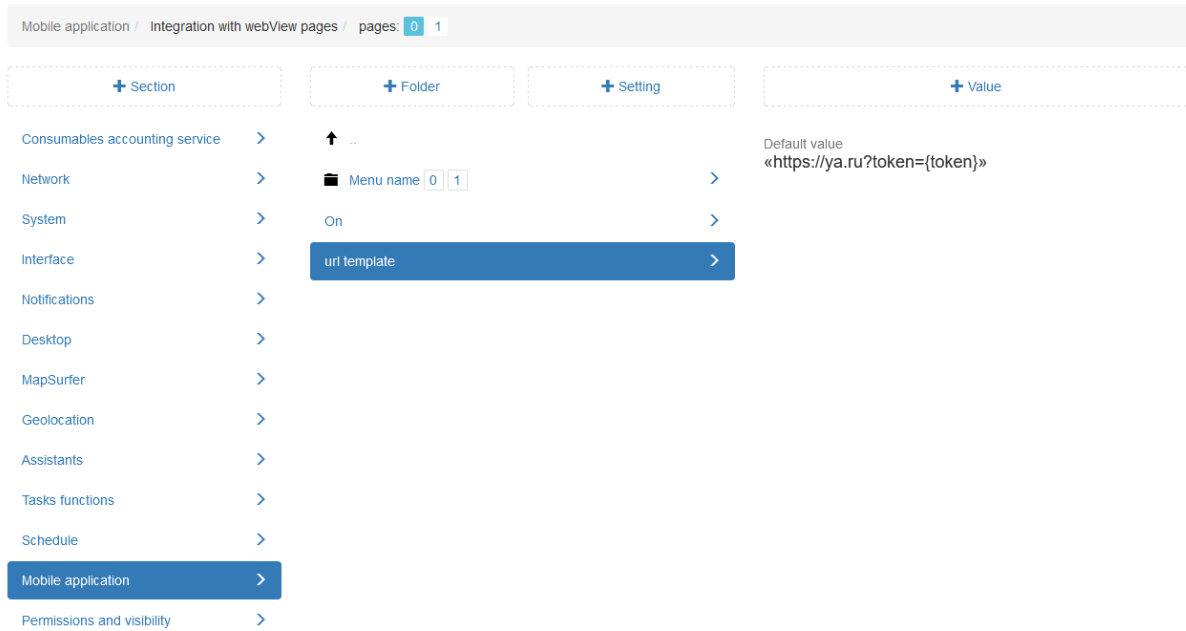 Mobile application / Integration with webView pages / pages: 0 1
+ Section
+ Folder
+ Setting
+ Value
Consumables accounting service
Network
System
Interface
Notifications
Desktop
MapSurfer
Geolocation
Assistants
Tasks functions
Schedule
Mobile application
Permissions and visibility
..
Menu name 0 1
On
url template
Default value
«https://ya.ru?token={token}»